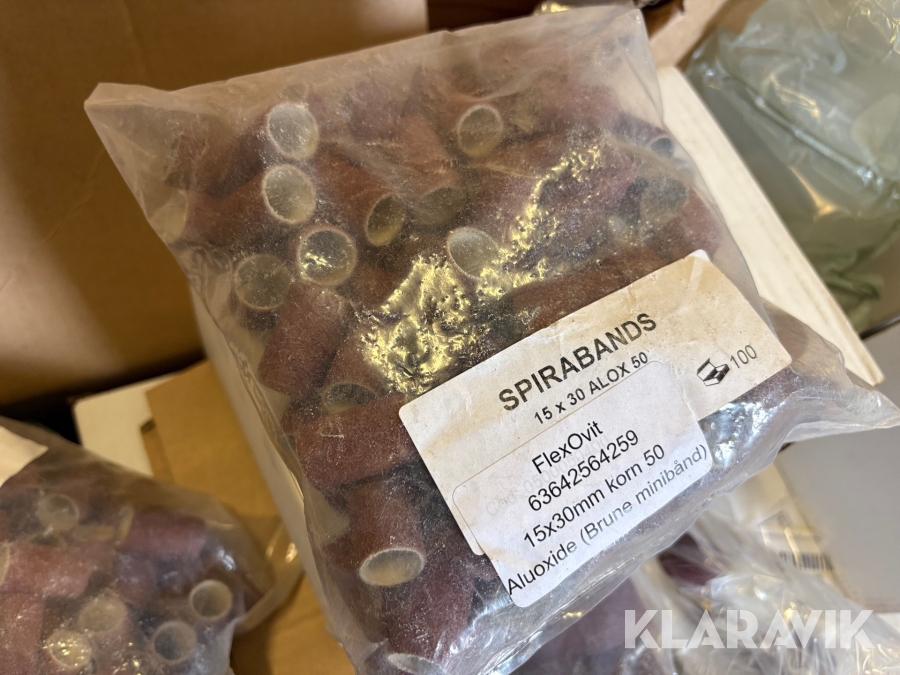 SPIRABANDS
15 x 30 ALOX 50
100
FlexOvit
63642564259
15x30mm korn 50
Aluoxide (Brune minibånd)
KLARAVIK